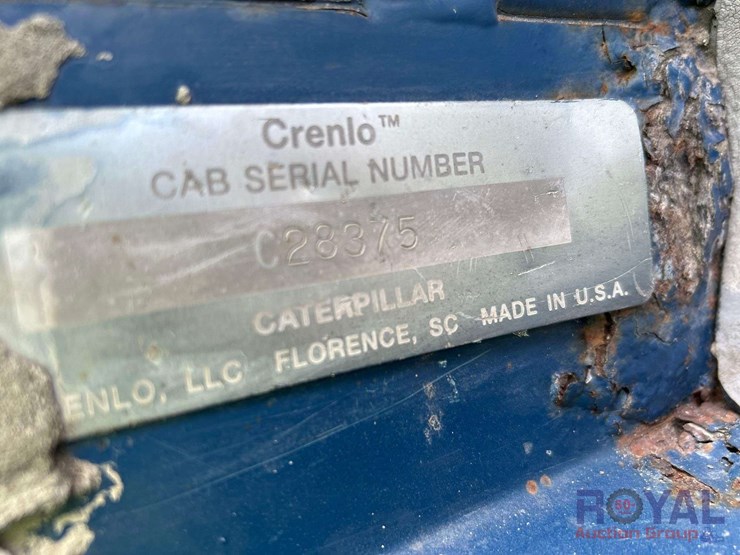 Crenlo™
CAB SERIAL NUMBER
C28375
CATERPILLAR
ENLO, LLC FLORENCE, SC MADE IN U.S.A.
ROYAL
Auction Group